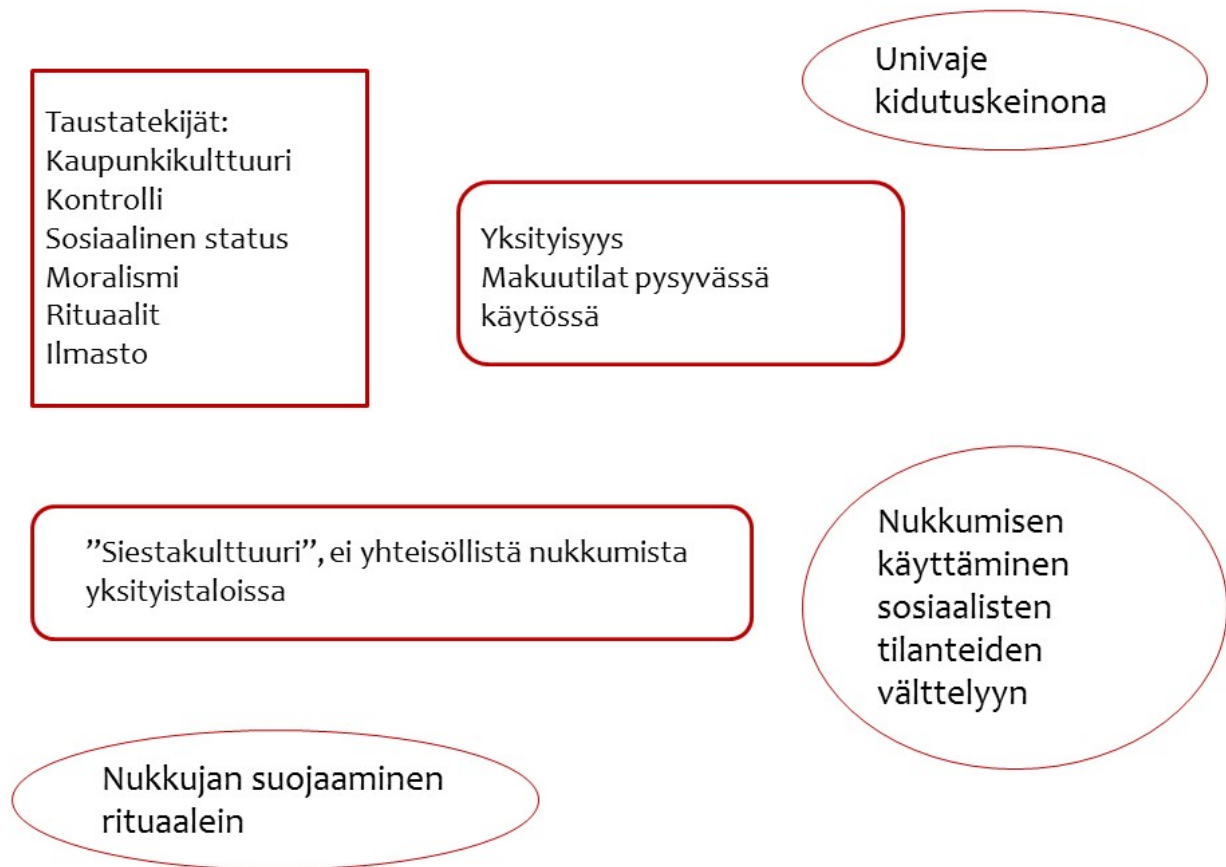 Univaje
kidutuskeinona
Taustatekijät:
Kaupunkikulttuuri
Kontrolli
Sosiaalinen status
Moralismi
Rituaalit
Ilmasto
Yksityisyys
Makuutilat pysyvässä
käytössä
”Siestakulttuuri”, ei yhteisöllistä nukkumista
yksityistaloissa
Nukkumisen
käyttäminen
sosiaalisten
tilanteiden
välttelyyn
Nukkujan suojaaminen
rituaalein